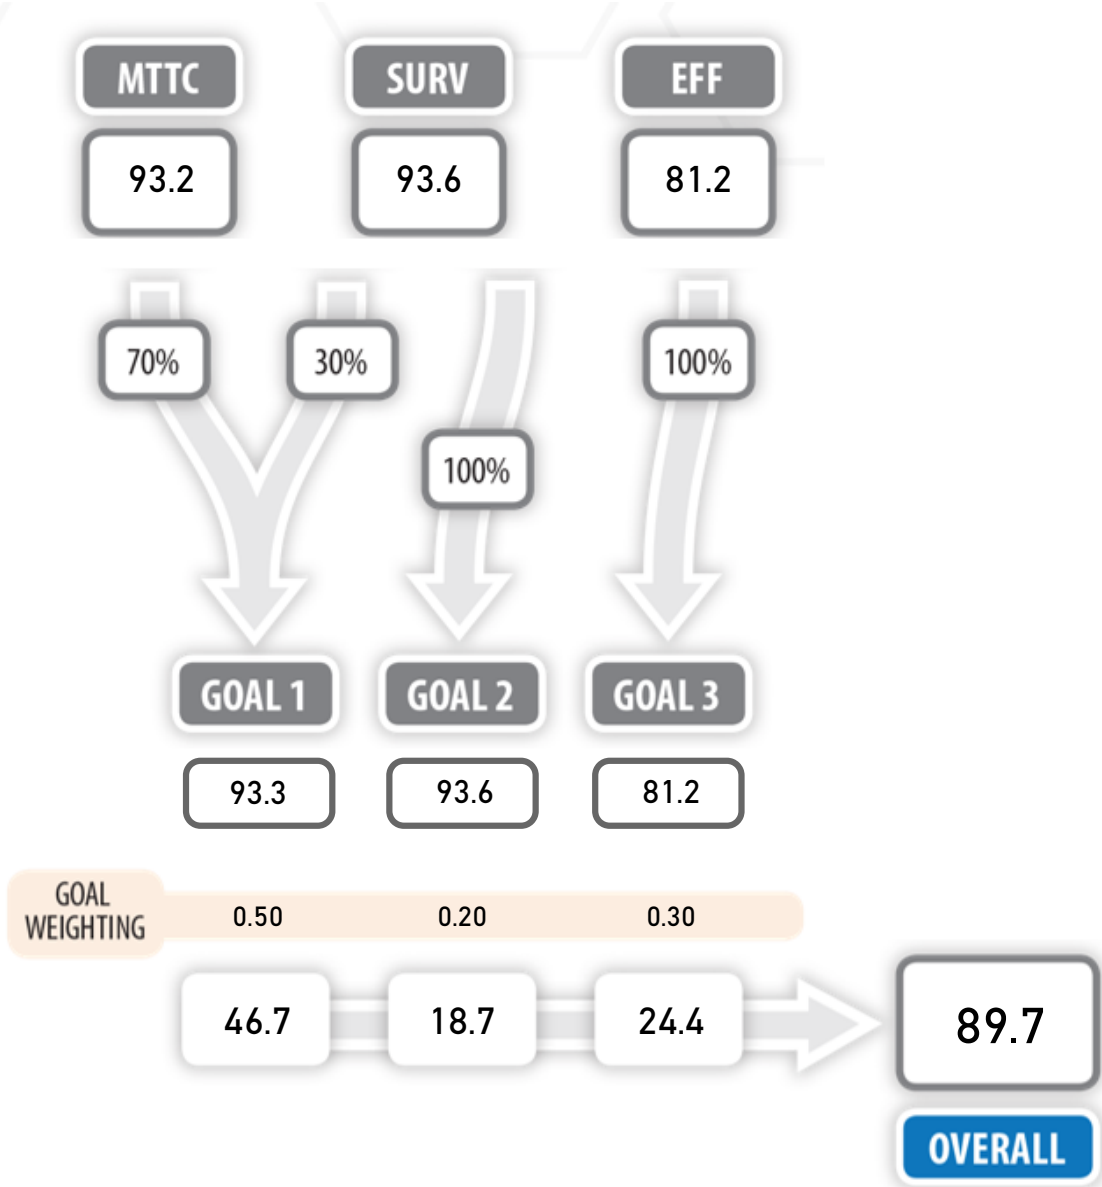 MTTC SURV EFF
93.2 93.6 81.2
70% 30% 100%
100%
GOAL 1 GOAL 2 GOAL 3
93.3 93.6 81.2
GOAL
WEIGHTING
0.50 0.20 0.30
46.7 18.7 24.4 89.7
OVERALL